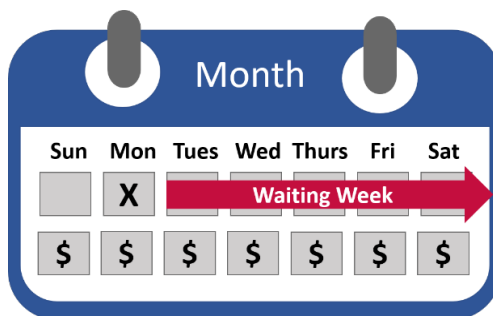 Month
Sun Mon Tues Wed Thurs Fri Sat
X Waiting Week
$ $ $ $ $ $ $